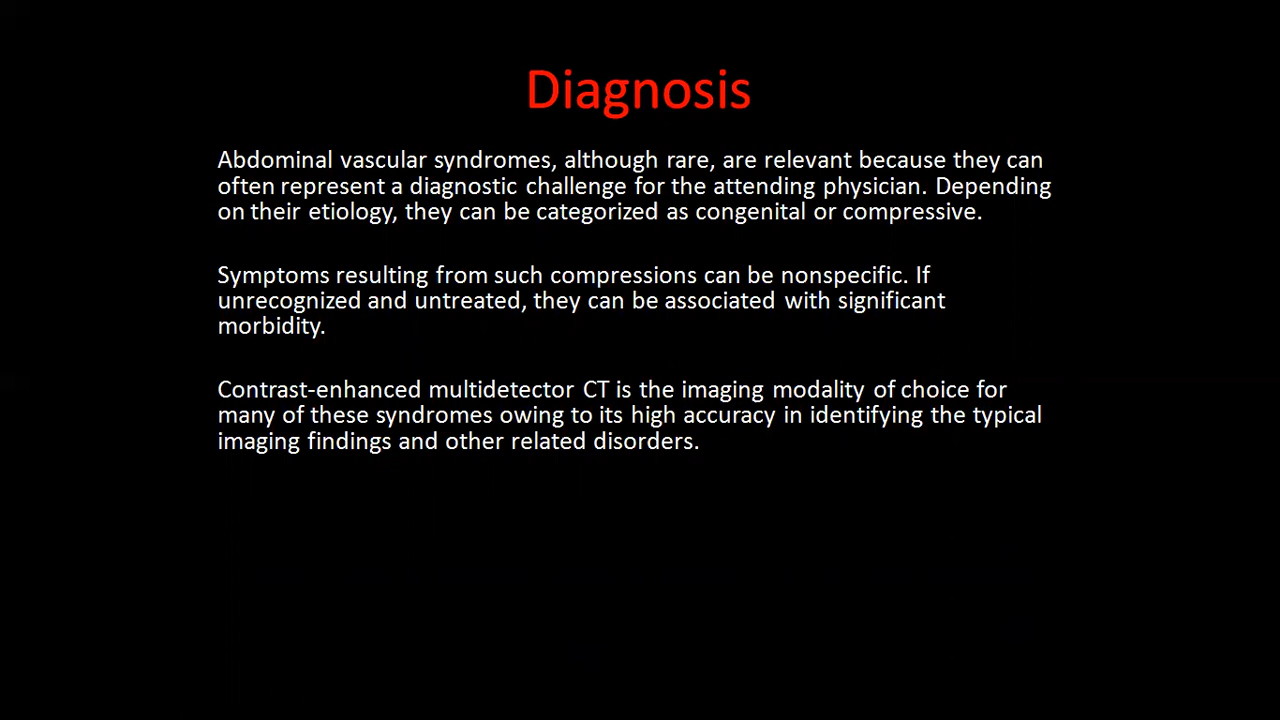 Diagnosis
Abdominal vascular syndromes, although rare, are relevant because they can
often represent a diagnostic challenge for the attending physician. Depending
on their etiology, they can be categorized as congenital or compressive.
Symptoms resulting from such compressions can be nonspecific. If
unrecognized and untreated, they can be associated with significant
morbidity.
Contrast-enhanced multidetector CT is the imaging modality of choice for
many of these syndromes owing to its high accuracy in identifying the typical
imaging findings and other related disorders.